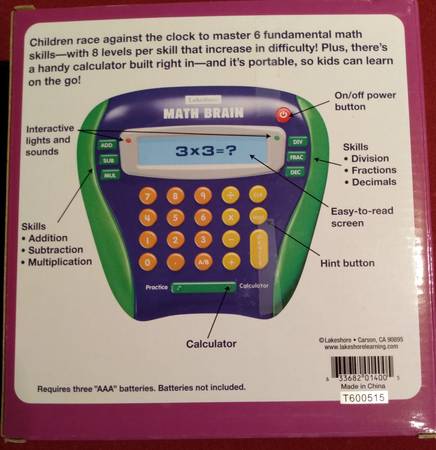 Children race against the clock to master 6 fundamental math
skills—with 8 levels per skill that increase in difficulty! Plus, there's
a handy calculator built right in—and it's portable, so kids can learn
on the go!
On/off power
button
Lakeshore
MATH BRAIN
Interactive
lights and
sounds
ADD
SUB
MUL
3x3=?
DIV
FRAC
DEC
Skills
• Division
• Fractions
• Decimals
Easy-to-read
screen
7 8 9 ÷
4 5 6 x
1 2 3 −
0 . A/B +
Skills
• Addition
• Subtraction
• Multiplication
Hint button
Practice
Calculator
Calculator
©Lakeshore • Carson, CA 90895
www.lakeshorelearning.com
Requires three "AAA" batteries. Batteries not included.
33682 01400
Made in China
T600515